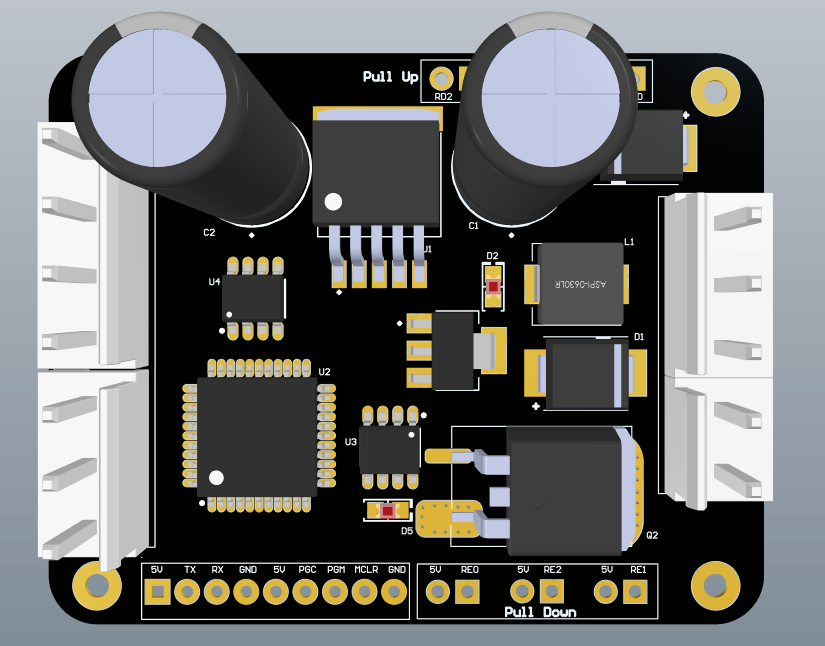 Pull Up
RD2
D
C2
C1
J1
L1
D2
ASPI-0630LR
U4
D1
U2
U3
D5
Q2
5V TX RX GND 5V PGC PGM MCLR GND
5V RE0 5V RE2 5V RE1
Pull Down